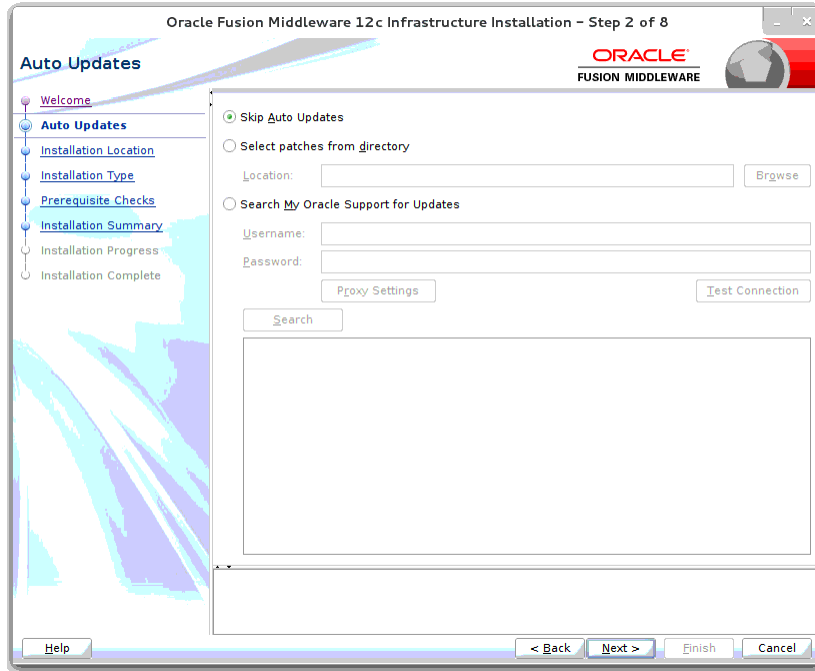 Oracle Fusion Middleware 12c Infrastructure Installation - Step 2 of 8
Auto Updates
ORACLE
FUSION MIDDLEWARE
Welcome
Auto Updates
Installation Location
Installation Type
Prerequisite Checks
Installation Summary
Installation Progress
Installation Complete
Skip Auto Updates
Select patches from directory
Location:
Browse
Search My Oracle Support for Updates
Username:
Password:
Proxy Settings
Test Connection
Search
Help
< Back
Next >
Finish
Cancel